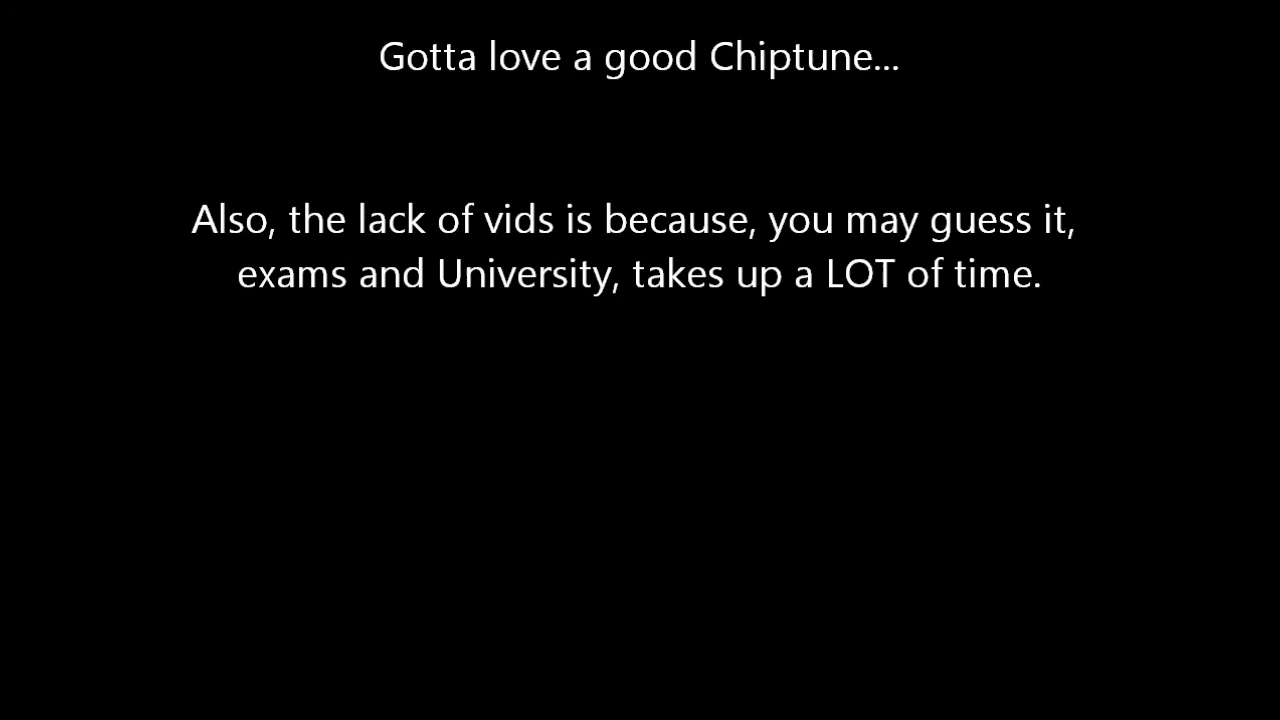 Gotta love a good Chiptune...
Also, the lack of vids is because, you may guess it,
exams and University, takes up a LOT of time.